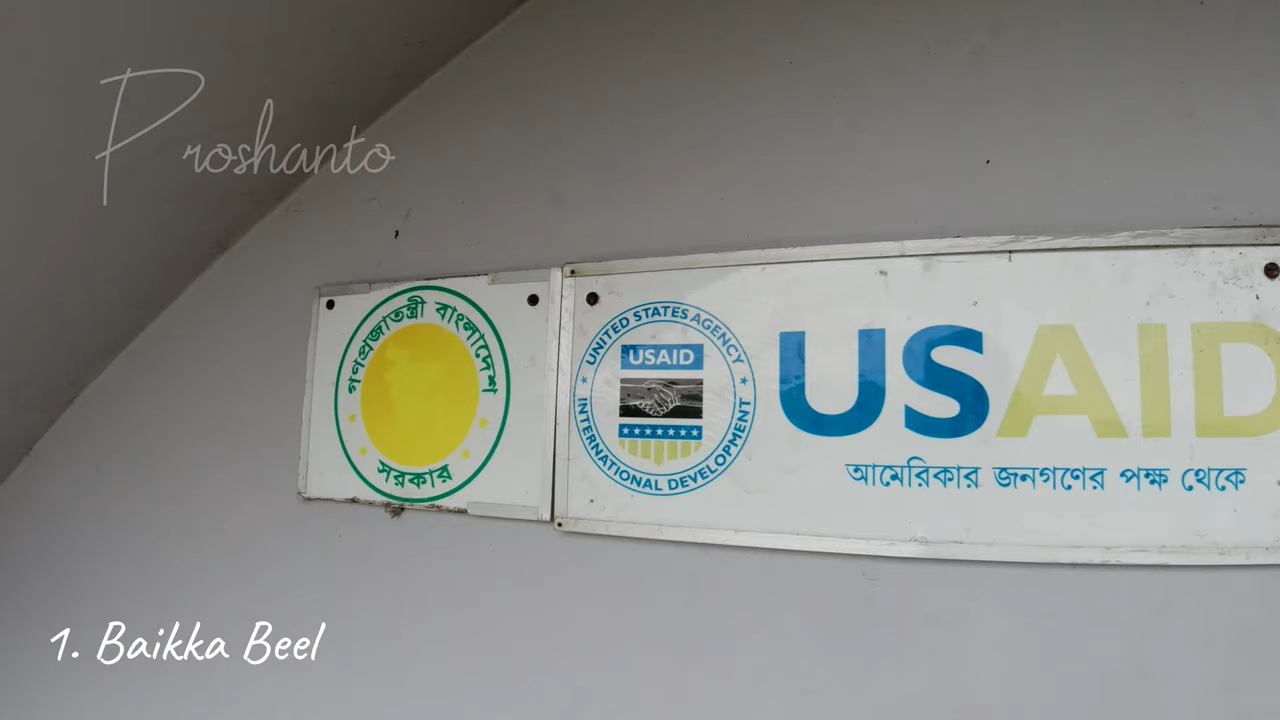 Proshanto
গণপ্রজাতন্ত্রী বাংলাদেশ
সরকার
UNITED STATES AGENCY
USAID
INTERNATIONAL DEVELOPMENT
USAID
আমেরিকার জনগণের পক্ষ থেকে
1. Baikka Beel